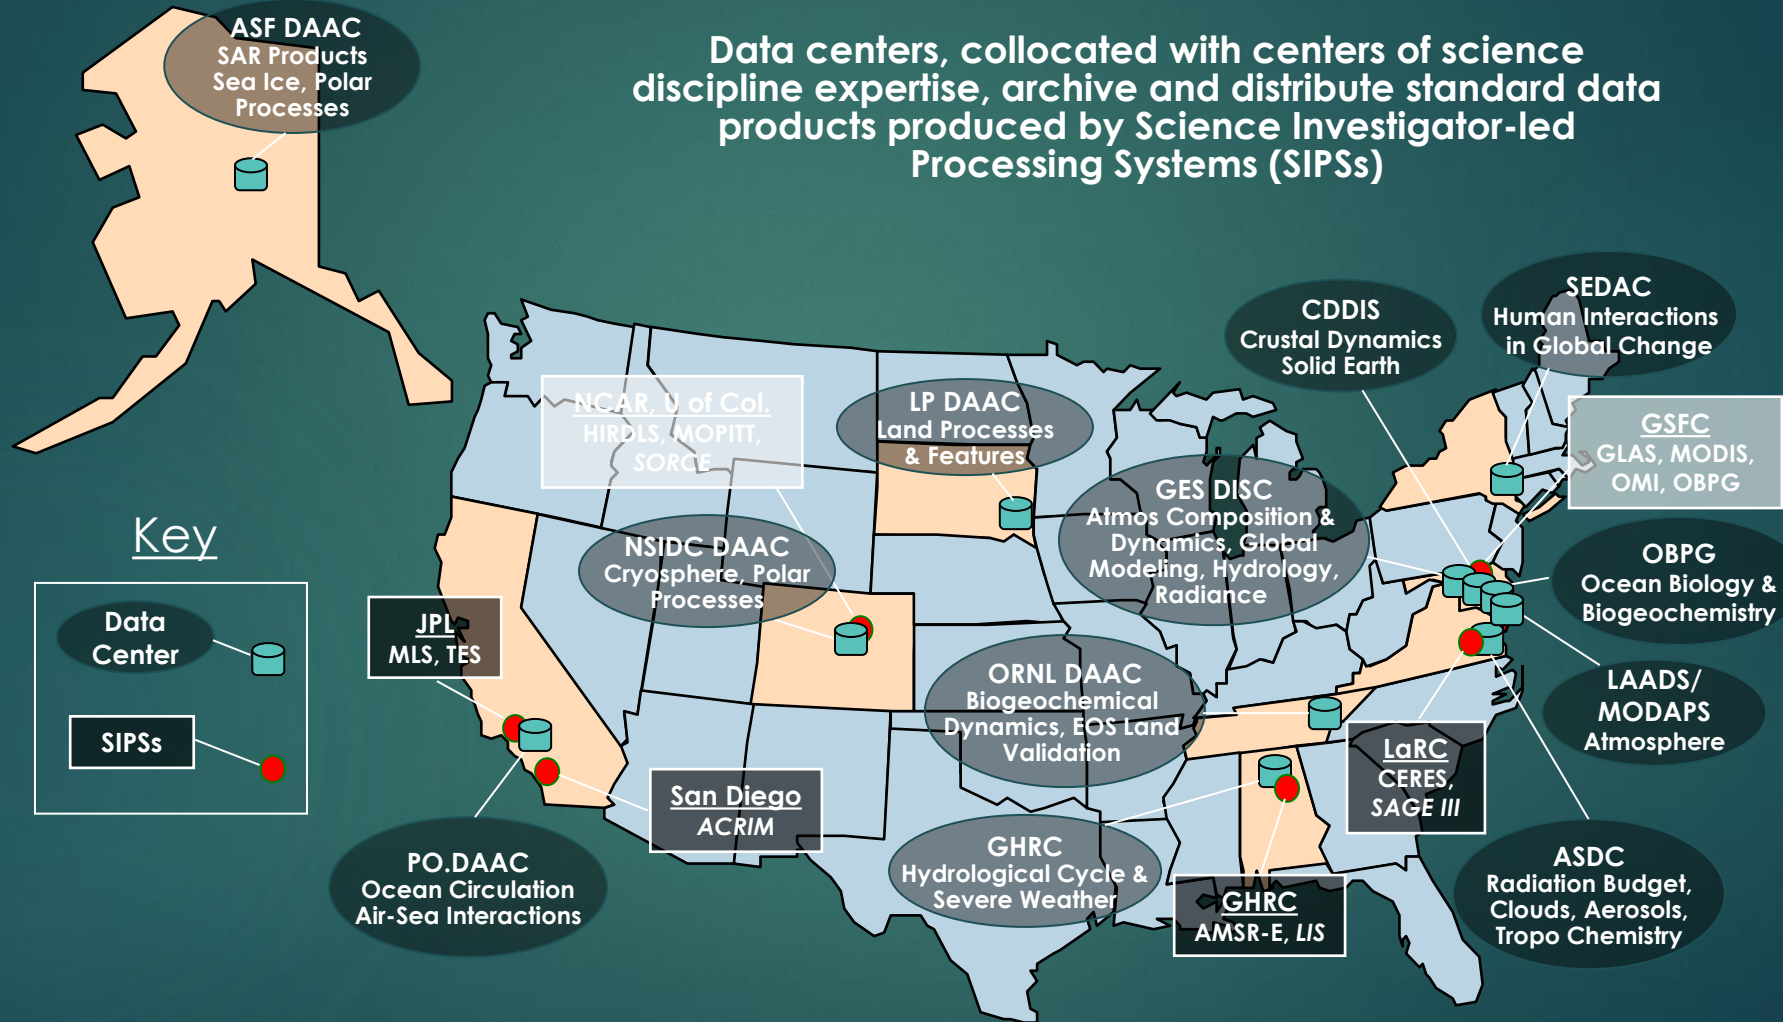 ASF DAAC
SAR Products
Sea Ice, Polar
Processes
Data centers, collocated with centers of science
discipline expertise, archive and distribute standard data
products produced by Science Investigator-led
Processing Systems (SIPSs)
CDDIS
Crustal Dynamics
Solid Earth
SEDAC
Human Interactions
in Global Change
NCAR, U of Col.
HIRDLS, MOPITT,
SORCE
LP DAAC
Land Processes
& Features
GSFC
GLAS, MODIS,
OMI, OBPG
GES DISC
Atmos Composition &
Dynamics, Global
Modeling, Hydrology,
Radiance
Key
Data
Center
SIPSs
NSIDC DAAC
Cryosphere, Polar
Processes
OBPG
Ocean Biology &
Biogeochemistry
JPL
MLS, TES
ORNL DAAC
Biogeochemical
Dynamics, EOS Land
Validation
LAADS/
MODAPS
Atmosphere
LaRC
CERES,
SAGE III
San Diego
ACRIM
PO.DAAC
Ocean Circulation
Air-Sea Interactions
GHRC
Hydrological Cycle &
Severe Weather
GHRC
AMSR-E, LIS
ASDC
Radiation Budget,
Clouds, Aerosols,
Tropo Chemistry